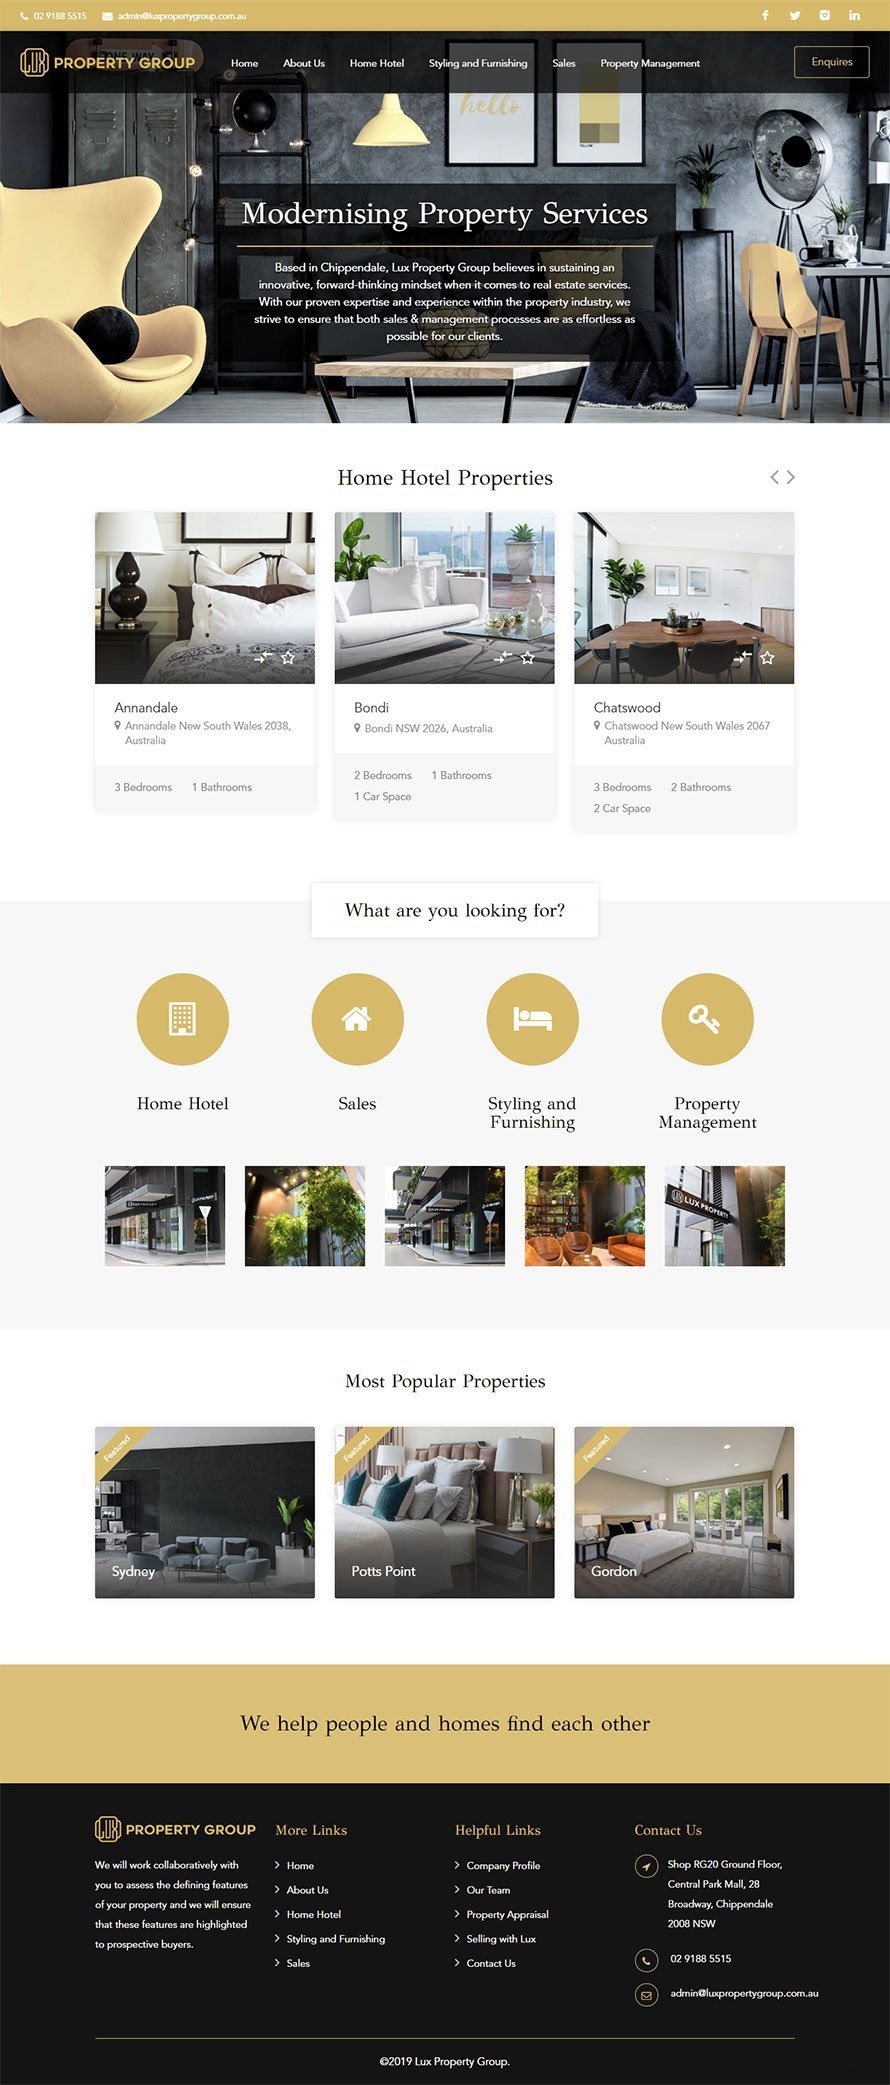 02 9188 5515 admin@luxpropertygroup.com.au
ONE WAY
LUX PROPERTY GROUP
Home About Us Home Hotel Styling and Furnishing Sales Property Management
Enquires
hello
YELLOW
Modernising Property Services
Based in Chippendale, Lux Property Group believes in sustaining an
innovative, forward-thinking mindset when it comes to real estate services.
With our proven expertise and experience within the property industry, we
strive to ensure that both sales & management processes are as effortless as
possible for our clients.
Home Hotel Properties
Annandale
Annandale New South Wales 2038,
Australia
3 Bedrooms 1 Bathrooms
Bondi
Bondi NSW 2026, Australia
2 Bedrooms 1 Bathrooms
1 Car Space
Chatswood
Chatswood New South Wales 2067
Australia
3 Bedrooms 2 Bathrooms
2 Car Space
What are you looking for?
Home Hotel
Sales
Styling and
Furnishing
Property
Management
LUX PROPERTY
LUX PROPERTY
LUX PROPERTY
LUX PROPERTY
Most Popular Properties
Featured
Sydney
Featured
Potts Point
Featured
Gordon
We help people and homes find each other
LUX PROPERTY GROUP
We will work collaboratively with
you to assess the defining features
of your property and we will ensure
that these features are highlighted
to prospective buyers.
More Links
Home
About Us
Home Hotel
Styling and Furnishing
Sales
Helpful Links
Company Profile
Our Team
Property Appraisal
Selling with Lux
Contact Us
Contact Us
Shop RG20 Ground Floor,
Central Park Mall, 28
Broadway, Chippendale
2008 NSW
02 9188 5515
admin@luxpropertygroup.com.au
©2019 Lux Property Group.